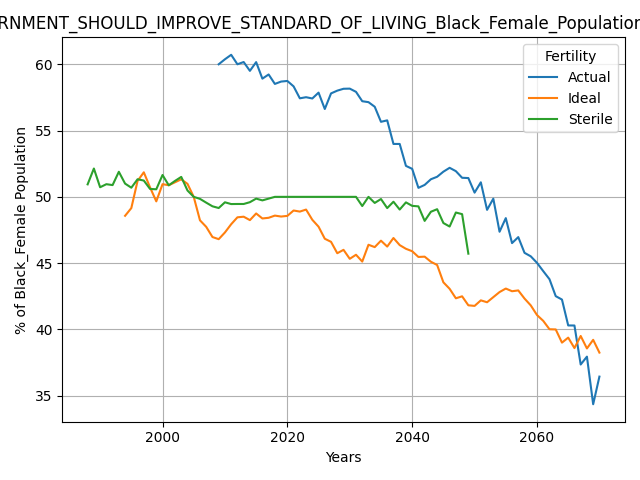 RNMENT_SHOULD_IMPROVE_STANDARD_OF_LIVING_Black_Female_Population
% of Black_Female Population
60
55
50
45
40
35
2000
2020
2040
2060
Years
Fertility
Actual
Ideal
Sterile